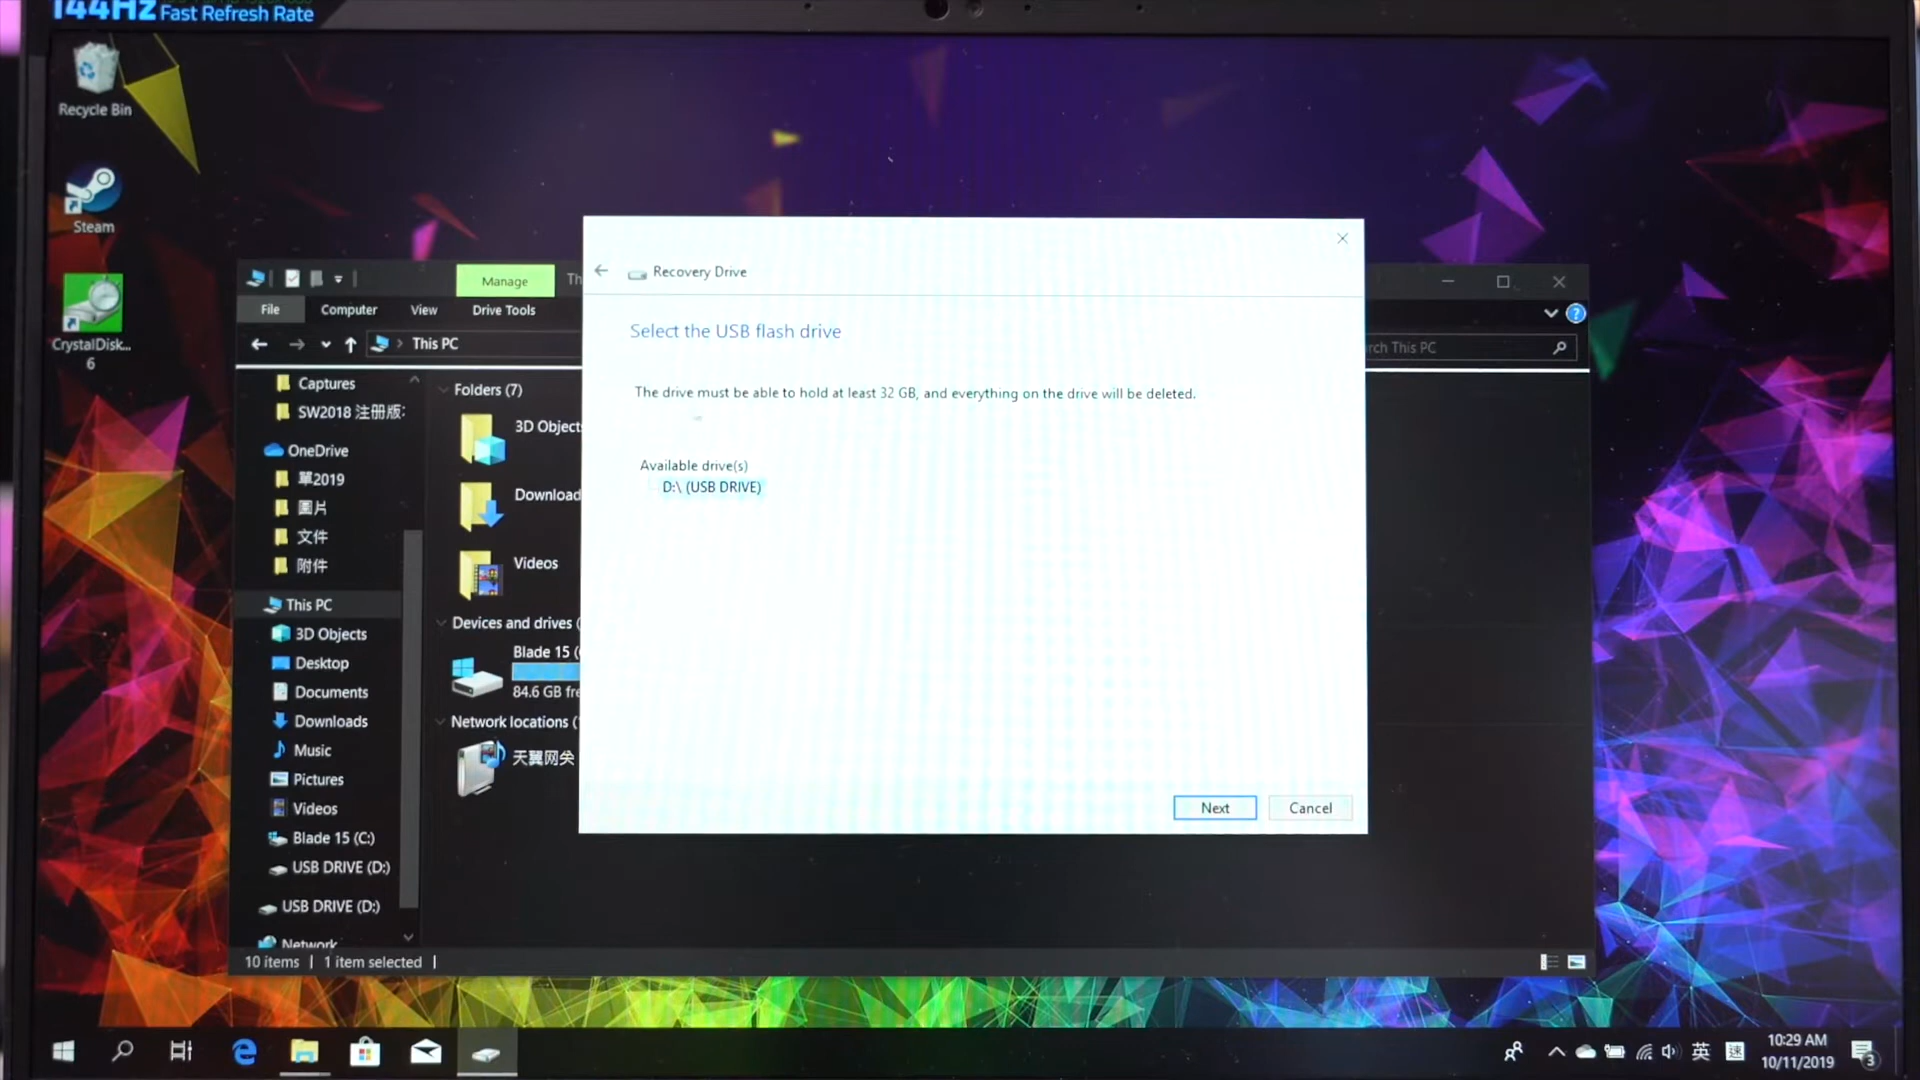 144Hz
Fast Refresh Rate
Recycle Bin
Steam
CrystalDisk...
6
Manage
Th
File
Computer
View
Drive Tools
This PC
rch This PC
Captures
SW2018 注册版
OneDrive
單2019
圖片
文件
附件
This PC
3D Objects
Desktop
Documents
Downloads
Music
Pictures
Videos
Blade 15 (C:)
USB DRIVE (D:)
USB DRIVE (D:)
Network
Folders (7)
3D Objects
Download
Videos
Devices and drives (
Blade 15 (
84.6 GB fre
Network locations (
天翼网关
10 items
1 item selected
Recovery Drive
Select the USB flash drive
The drive must be able to hold at least 32 GB, and everything on the drive will be deleted.
Available drive(s)
D:\ (USB DRIVE)
Next
Cancel
英
速
10:29 AM
10/11/2019
3